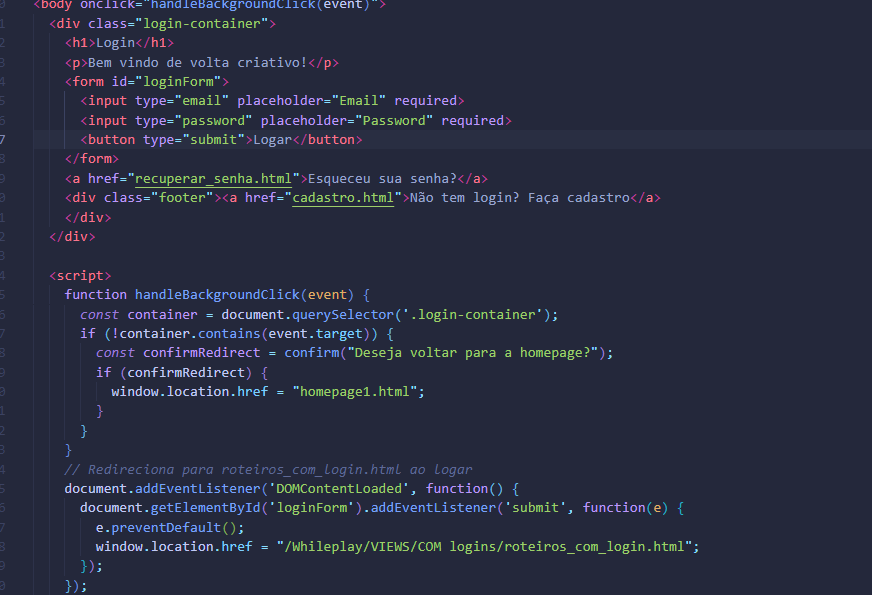 <body onclick="handleBackgroundClick(event)">
<div class="login-container">
<h1>Login</h1>
<p>Bem vindo de volta criativo!</p>
<form id="loginForm">
<input type="email" placeholder="Email" required>
<input type="password" placeholder="Password" required>
<button type="submit">Logar</button>
</form>
<a href="recuperar_senha.html">Esqueceu sua senha?</a>
<div class="footer"><a href="cadastro.html">Não tem login? Faça cadastro</a>
</div>
</div>
<script>
function handleBackgroundClick(event) {
const container = document.querySelector('.login-container');
if (!container.contains(event.target)) {
const confirmRedirect = confirm("Deseja voltar para a homepage?");
if (confirmRedirect) {
window.location.href = "homepage1.html";
}
}
}
// Redireciona para roteiros_com_login.html ao logar
document.addEventListener('DOMContentLoaded', function() {
document.getElementById('loginForm').addEventListener('submit', function(e) {
e.preventDefault();
window.location.href = "/Whileplay/VIEWS/COM logins/roteiros_com_login.html";
});
});